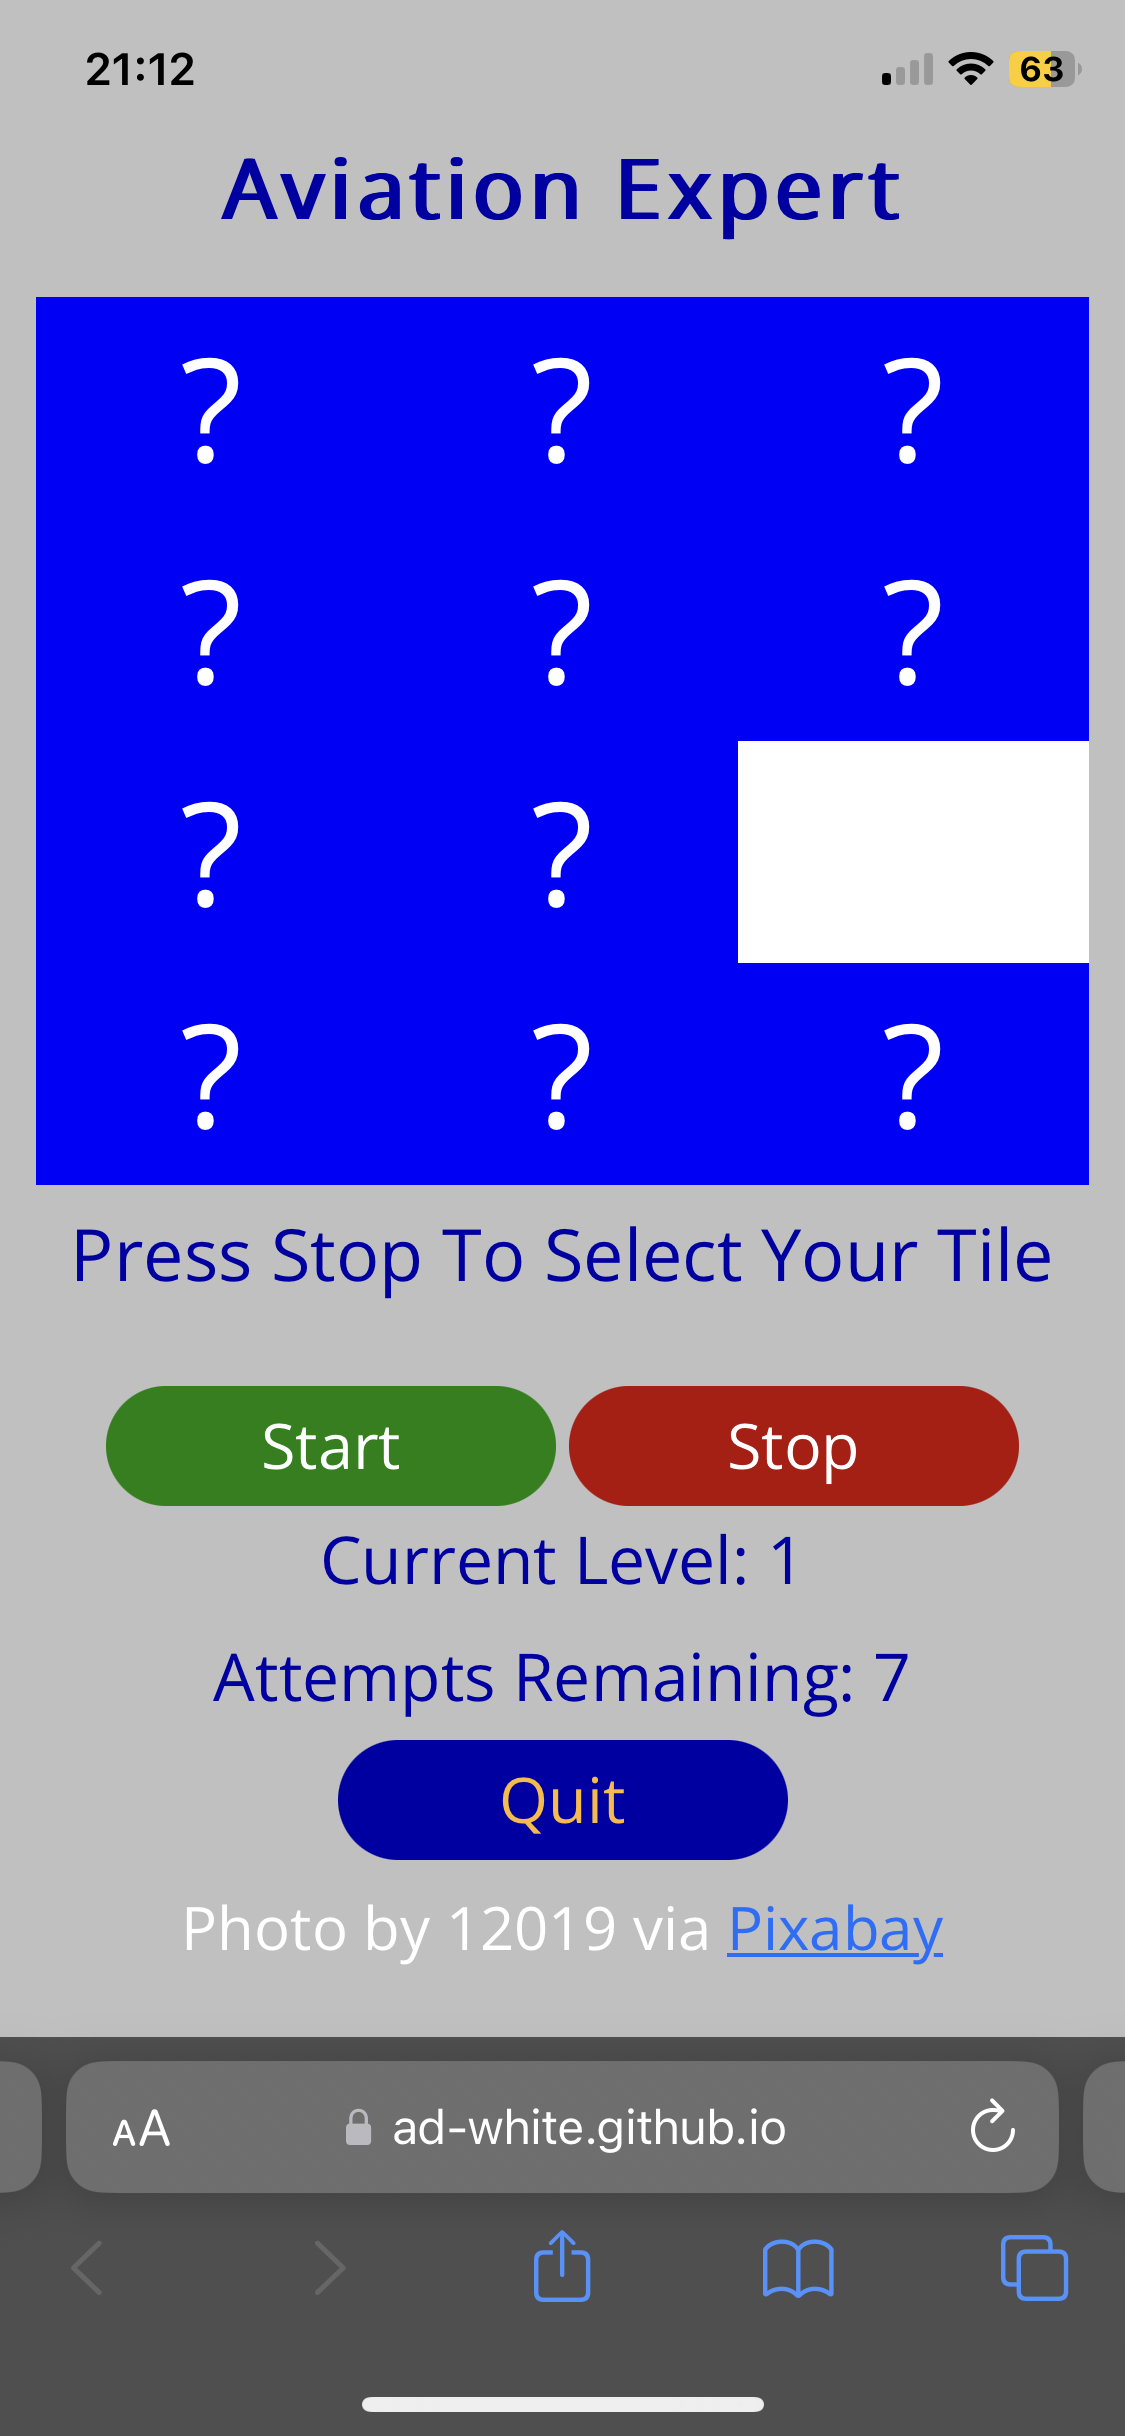 21:12
63
Aviation Expert
? ? ?
? ? ?
? ?
? ? ?
Press Stop To Select Your Tile
Start Stop
Current Level: 1
Attempts Remaining: 7
Quit
Photo by 12019 via Pixabay
AA ad-white.github.io